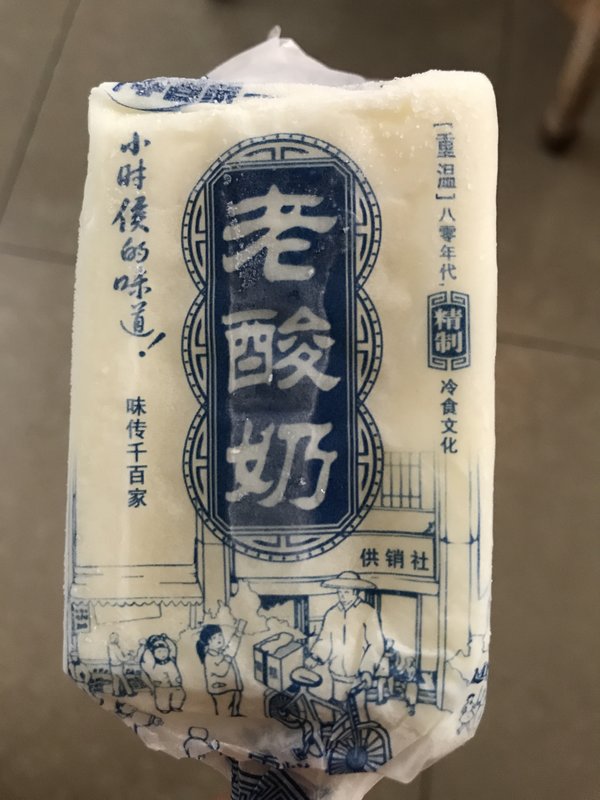 小时侯的味道!
味传千百家
老酸奶
【重温】八零年代
精制
冷食文化
供销社